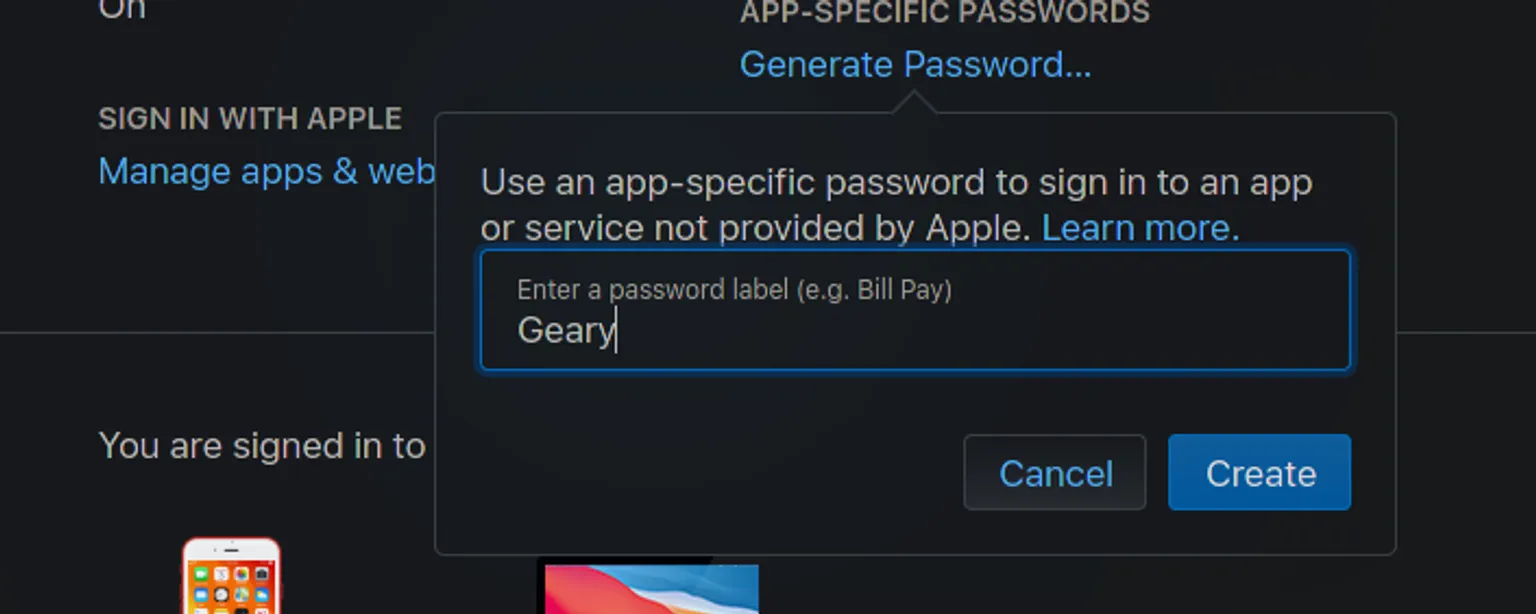 On
APP-SPECIFIC PASSWORDS
Generate Password...
SIGN IN WITH APPLE
Manage apps & web
Use an app-specific password to sign in to an app
or service not provided by Apple. Learn more.
Enter a password label (e.g. Bill Pay)
Geary
You are signed in to
Cancel
Create